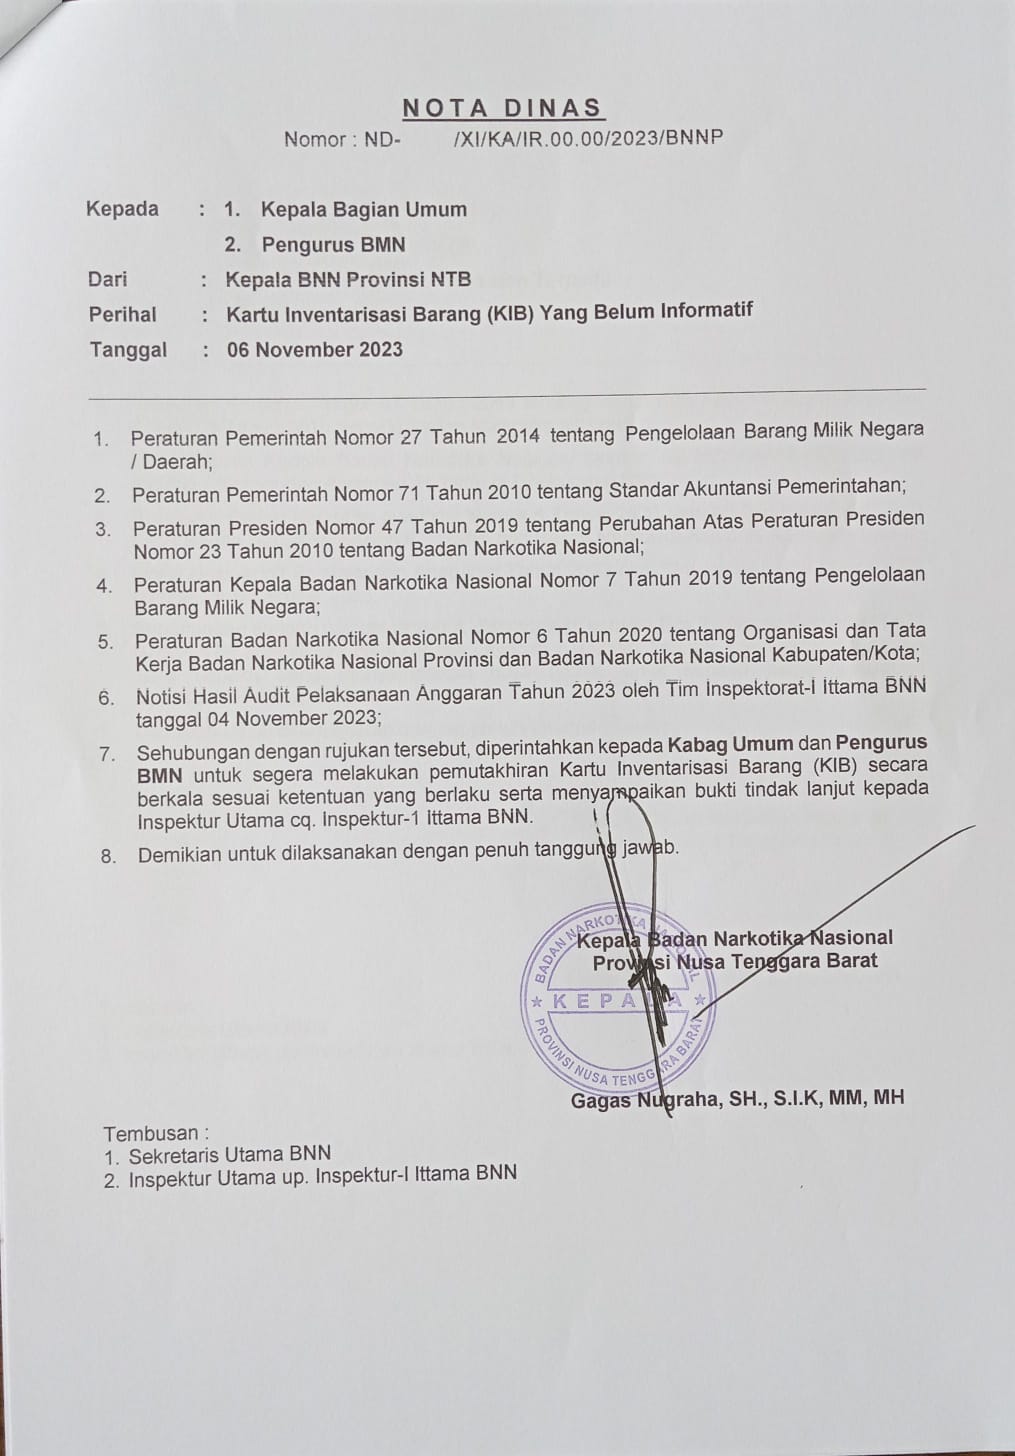 NOTA DINAS
Nomor : ND- /XI/KA/IR.00.00/2023/BNNP
Kepada : 1. Kepala Bagian Umum
2. Pengurus BMN
Dari : Kepala BNN Provinsi NTB
Perihal : Kartu Inventarisasi Barang (KIB) Yang Belum Informatif
Tanggal : 06 November 2023
1. Peraturan Pemerintah Nomor 27 Tahun 2014 tentang Pengelolaan Barang Milik Negara
/ Daerah;
2. Peraturan Pemerintah Nomor 71 Tahun 2010 tentang Standar Akuntansi Pemerintahan;
3. Peraturan Presiden Nomor 47 Tahun 2019 tentang Perubahan Atas Peraturan Presiden
Nomor 23 Tahun 2010 tentang Badan Narkotika Nasional;
4. Peraturan Kepala Badan Narkotika Nasional Nomor 7 Tahun 2019 tentang Pengelolaan
Barang Milik Negara;
5. Peraturan Badan Narkotika Nasional Nomor 6 Tahun 2020 tentang Organisasi dan Tata
Kerja Badan Narkotika Nasional Provinsi dan Badan Narkotika Nasional Kabupaten/Kota;
6. Notisi Hasil Audit Pelaksanaan Anggaran Tahun 2023 oleh Tim Inspektorat-I Ittama BNN
tanggal 04 November 2023;
7. Sehubungan dengan rujukan tersebut, diperintahkan kepada Kabag Umum dan Pengurus
BMN untuk segera melakukan pemutakhiran Kartu Inventarisasi Barang (KIB) secara
berkala sesuai ketentuan yang berlaku serta menyampaikan bukti tindak lanjut kepada
Inspektur Utama cq. Inspektur-1 Ittama BNN.
8. Demikian untuk dilaksanakan dengan penuh tanggung jawab.
Kepala Badan Narkotika Nasional
Provinsi Nusa Tenggara Barat
BADAN NARKOTIKA NASIONAL
★ KEPALA ★
PROVINSI NUSA TENGGARA BARAT
Gagas Nugraha, SH., S.I.K, MM, MH
Tembusan :
1. Sekretaris Utama BNN
2. Inspektur Utama up. Inspektur-I Ittama BNN